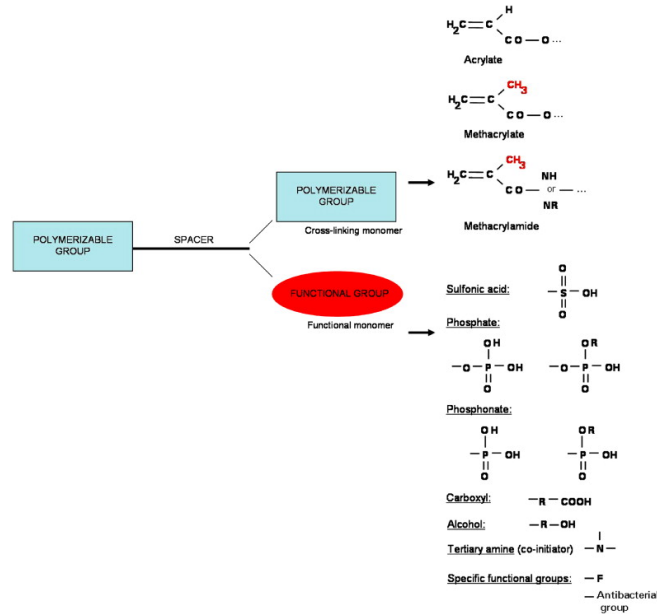 H
H2C=C
CO—O...
Acrylate
CH3
H2C=C
CO—O...
Methacrylate
CH3
H2C=C
NH
CO— or —...
NR
Methacrylamide
POLYMERIZABLE
GROUP
Cross-linking monomer
POLYMERIZABLE
GROUP
SPACER
FUNCTIONAL GROUP
Functional monomer
Sulfonic acid:
O
—S—OH
O
Phosphate:
OH
—O—P—OH
O
OR
—O—P—OH
O
Phosphonate:
OH
—P—OH
O
OR
—P—OH
O
Carboxyl: —R—COOH
Alcohol: —R—OH
Tertiary amine (co-initiator) —N—
Specific functional groups: —F
—Antibacterial
group